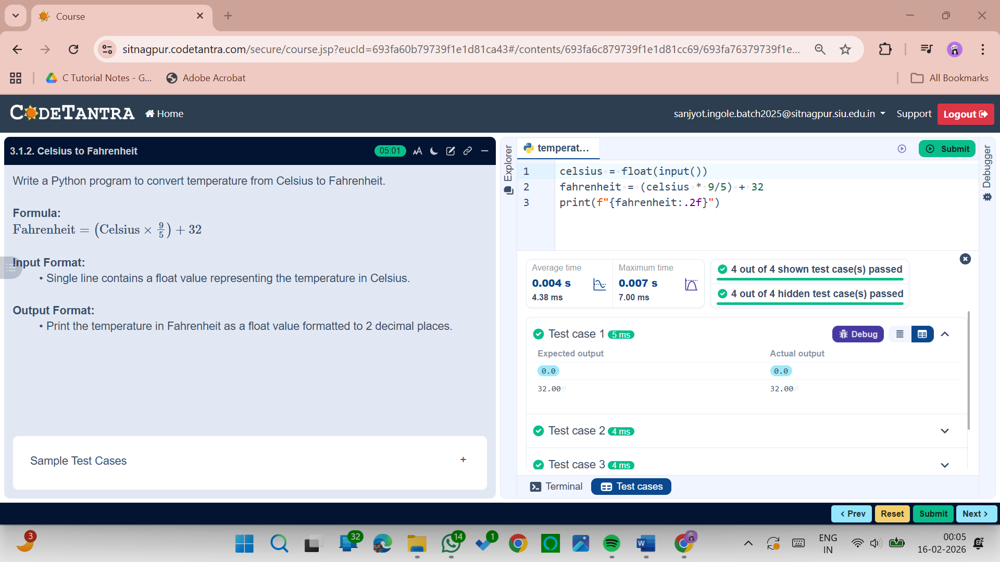 Course
sitnagpur.codetantra.com/secure/course.jsp?eucId=693fa60b79739f1e1d81ca43#/contents/693fa6c879739f1e1d81cc69/693fa76379739f1e...
C Tutorial Notes - G...
Adobe Acrobat
All Bookmarks
CODETANTRA
Home
sanjyot.ingole.batch2025@sitnagpur.siu.edu.in
Support
Logout
3.1.2. Celsius to Fahrenheit
05:01
AA
Write a Python program to convert temperature from Celsius to Fahrenheit.
Formula:
Fahrenheit = (Celsius × 9/5) + 32
Input Format:
• Single line contains a float value representing the temperature in Celsius.
Output Format:
• Print the temperature in Fahrenheit as a float value formatted to 2 decimal places.
Sample Test Cases
+
Explorer
temperat...
Submit
Debugger
1 celsius = float(input())
2 fahrenheit = (celsius * 9/5) + 32
3 print(f"{fahrenheit:.2f}")
Average time
0.004 s
4.38 ms
Maximum time
0.007 s
7.00 ms
4 out of 4 shown test case(s) passed
4 out of 4 hidden test case(s) passed
Test case 1 5 ms
Debug
Expected output Actual output
0.0 0.0
32.00 32.00
Test case 2 4 ms
Test case 3 4 ms
Terminal
Test cases
‹ Prev
Reset
Submit
Next ›
3
32
14
1
W
ENG
IN
00:05
16-02-2026